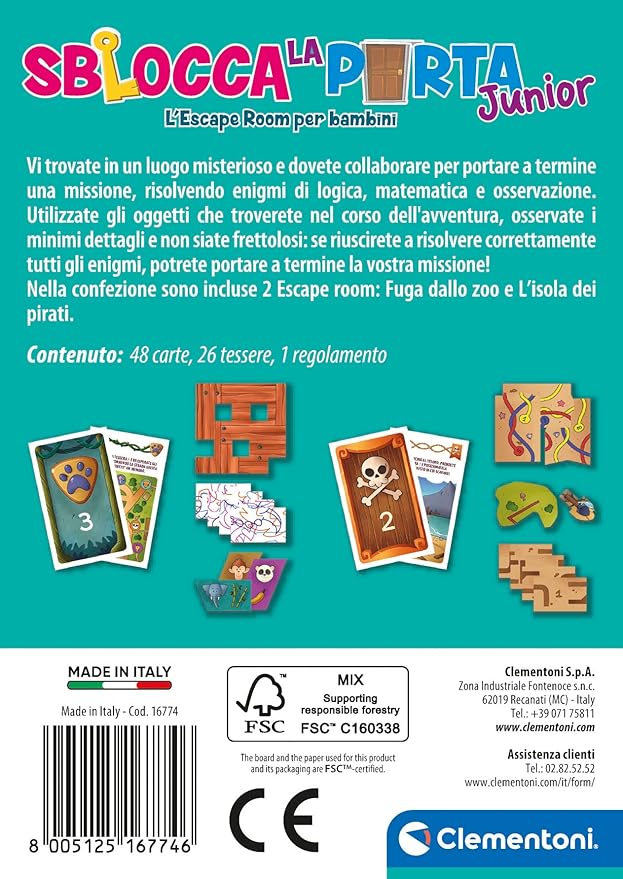 SBLOCCA LA PORTA
Junior
L'Escape Room per bambini
Vi trovate in un luogo misterioso e dovete collaborare per portare a termine
una missione, risolvendo enigmi di logica, matematica e osservazione.
Utilizzate gli oggetti che troverete nel corso dell'avventura, osservate i
minimi dettagli e non siate frettolosi: se riuscirete a risolvere correttamente
tutti gli enigmi, potrete portare a termine la vostra missione!
Nella confezione sono incluse 2 Escape room: Fuga dallo zoo e L'isola dei
pirati.
Contenuto: 48 carte, 26 tessere, 1 regolamento
3
2
MADE IN ITALY
Made in Italy - Cod. 16774
8 005125 167746
FSC
MIX
Supporting
responsible forestry
FSC™ C160338
The board and the paper used for this product
and its packaging are FSC™-certified.
CE
Clementoni S.p.A.
Zona Industriale Fontenoce s.n.c.
62019 Recanati (MC) - Italy
Tel.: +39 071 75811
www.clementoni.com
Assistenza clienti
Tel.: 02.82.52.52
www.clementoni.com/it/form/
Clementoni®